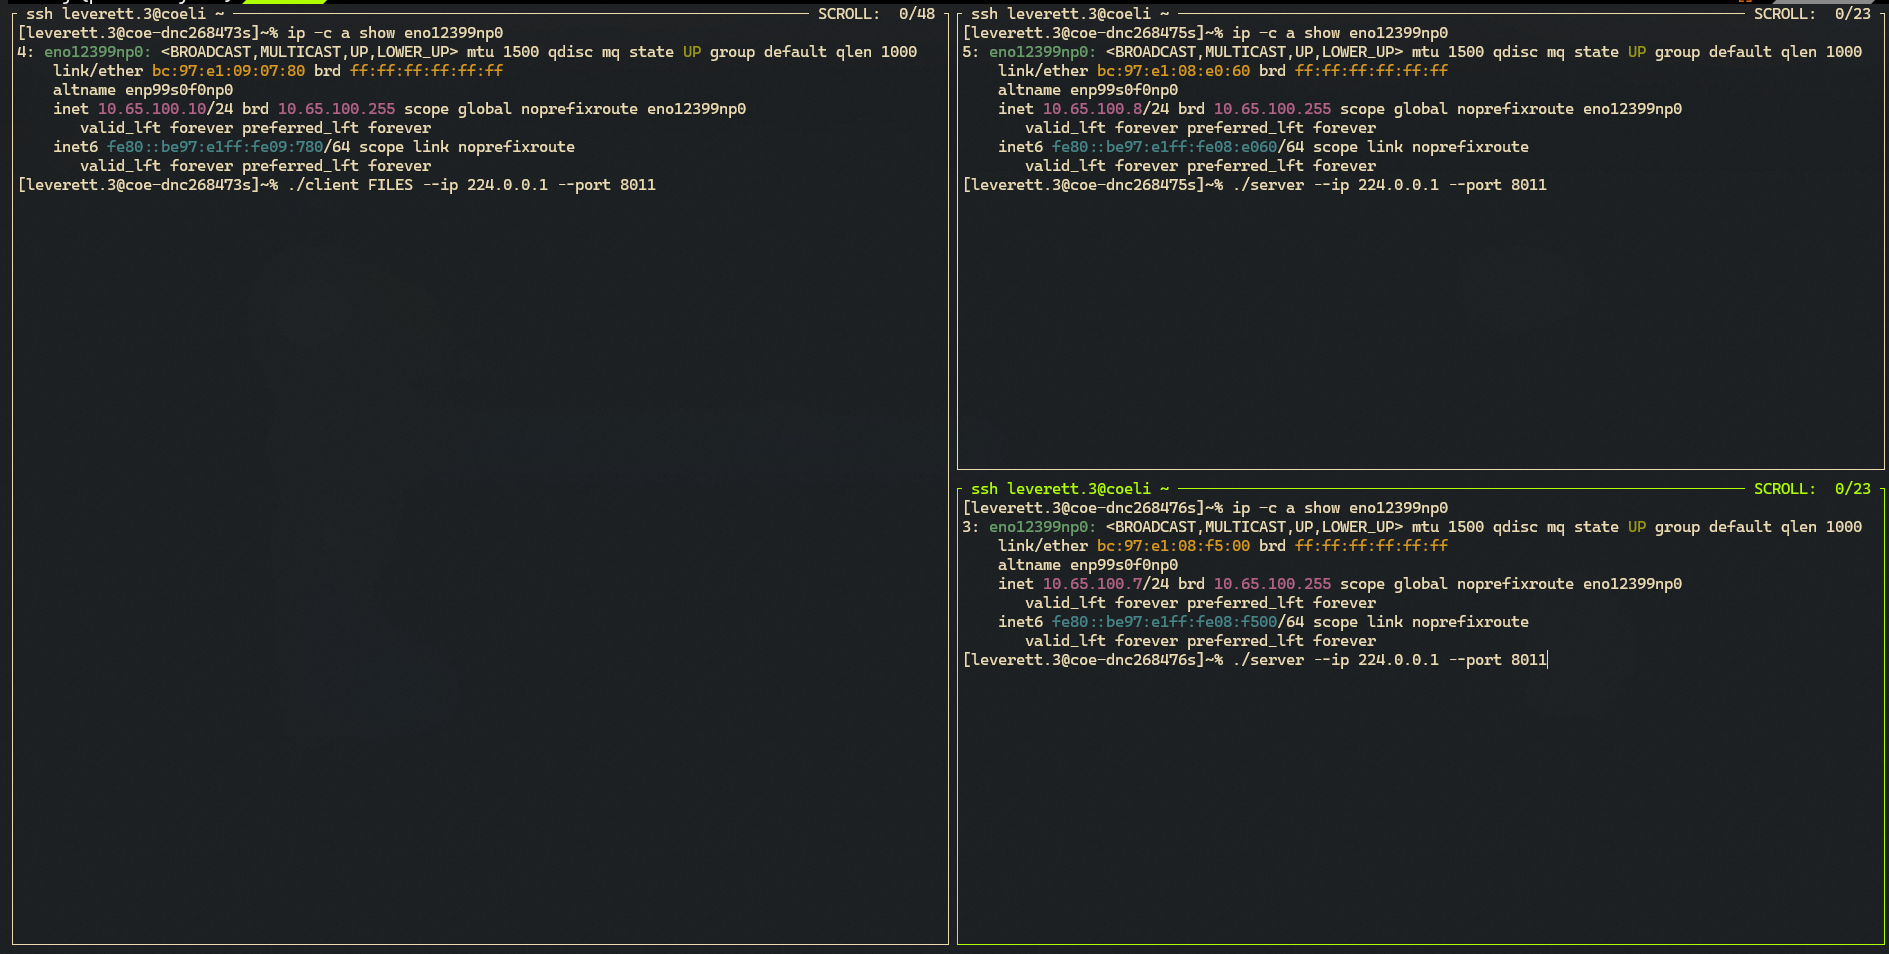 ssh leverett.3@coeli ~ SCROLL: 0/48
[leverett.3@coe-dnc268473s]~% ip -c a show eno12399np0
4: eno12399np0: <BROADCAST,MULTICAST,UP,LOWER_UP> mtu 1500 qdisc mq state UP group default qlen 1000
    link/ether bc:97:e1:09:07:80 brd ff:ff:ff:ff:ff:ff
    altname enp99s0f0np0
    inet 10.65.100.10/24 brd 10.65.100.255 scope global noprefixroute eno12399np0
       valid_lft forever preferred_lft forever
    inet6 fe80::be97:e1ff:fe09:780/64 scope link noprefixroute
       valid_lft forever preferred_lft forever
[leverett.3@coe-dnc268473s]~% ./client FILES --ip 224.0.0.1 --port 8011
ssh leverett.3@coeli ~ SCROLL: 0/23
[leverett.3@coe-dnc268475s]~% ip -c a show eno12399np0
5: eno12399np0: <BROADCAST,MULTICAST,UP,LOWER_UP> mtu 1500 qdisc mq state UP group default qlen 1000
    link/ether bc:97:e1:08:e0:60 brd ff:ff:ff:ff:ff:ff
    altname enp99s0f0np0
    inet 10.65.100.8/24 brd 10.65.100.255 scope global noprefixroute eno12399np0
       valid_lft forever preferred_lft forever
    inet6 fe80::be97:e1ff:fe08:e060/64 scope link noprefixroute
       valid_lft forever preferred_lft forever
[leverett.3@coe-dnc268475s]~% ./server --ip 224.0.0.1 --port 8011
ssh leverett.3@coeli ~ SCROLL: 0/23
[leverett.3@coe-dnc268476s]~% ip -c a show eno12399np0
3: eno12399np0: <BROADCAST,MULTICAST,UP,LOWER_UP> mtu 1500 qdisc mq state UP group default qlen 1000
    link/ether bc:97:e1:08:f5:00 brd ff:ff:ff:ff:ff:ff
    altname enp99s0f0np0
    inet 10.65.100.7/24 brd 10.65.100.255 scope global noprefixroute eno12399np0
       valid_lft forever preferred_lft forever
    inet6 fe80::be97:e1ff:fe08:f500/64 scope link noprefixroute
       valid_lft forever preferred_lft forever
[leverett.3@coe-dnc268476s]~% ./server --ip 224.0.0.1 --port 8011